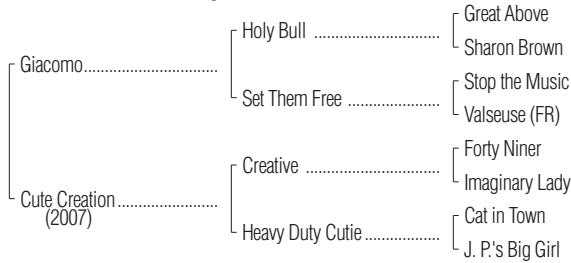 Great Above
Holy Bull ..............................
Sharon Brown
Giacomo................................
Stop the Music
Set Them Free ......................
Valseuse (FR)
Forty Niner
Creative ................................
Imaginary Lady
Cute Creation........................
(2007)
Cat in Town
Heavy Duty Cutie..................
J. P.'s Big Girl